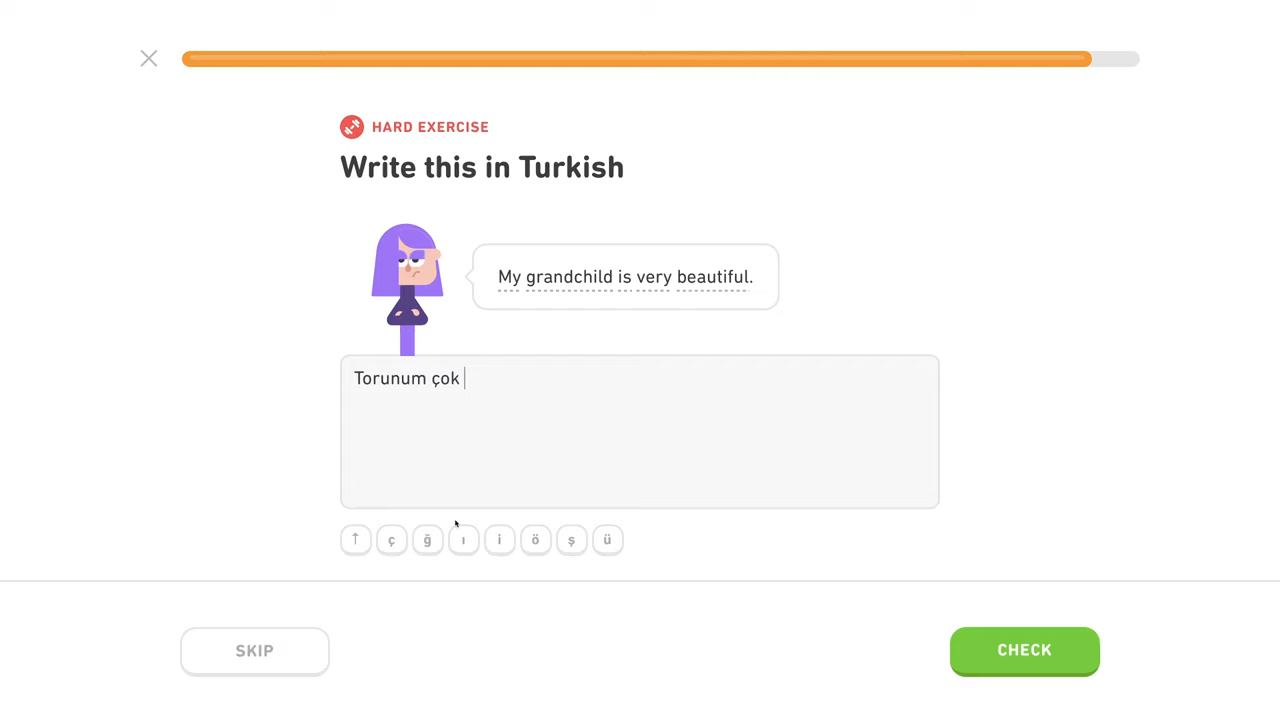 HARD EXERCISE
Write this in Turkish
My grandchild is very beautiful.
Torunum çok
↑ ç ğ ı i ö ş ü
SKIP
CHECK